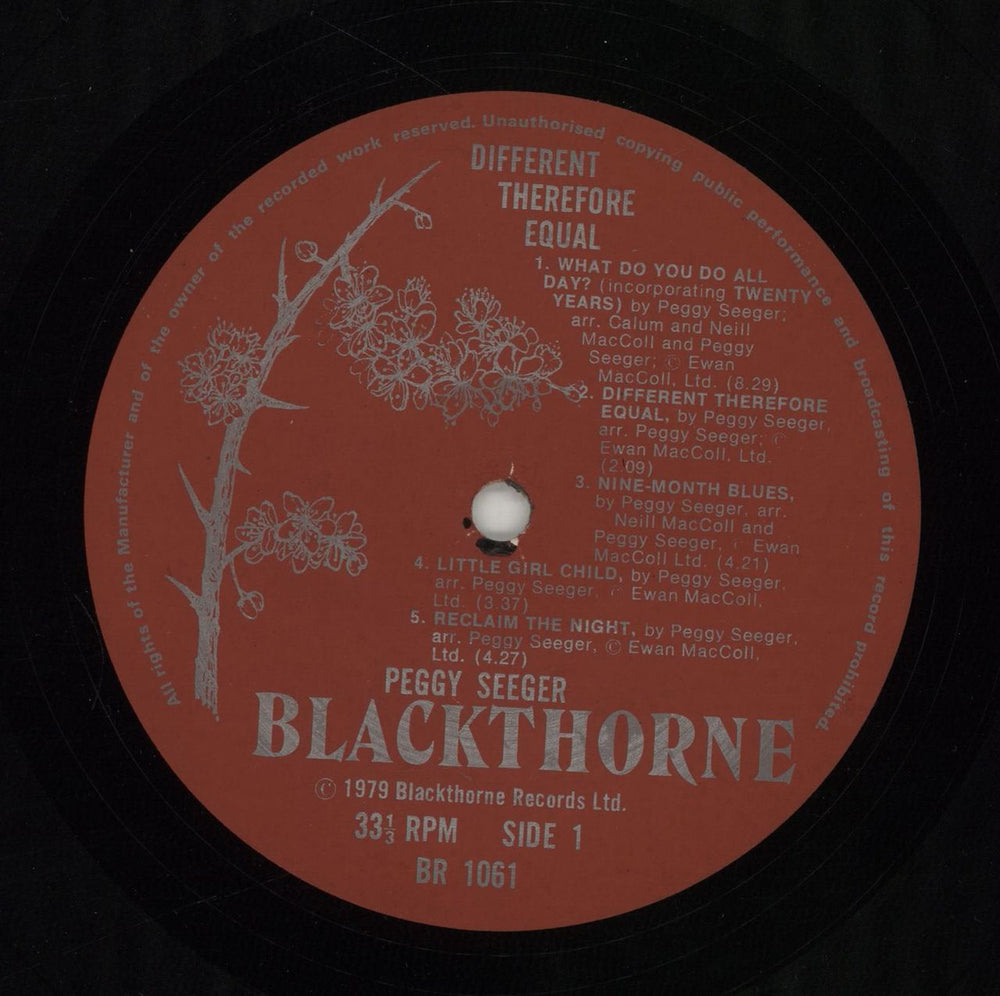 All rights of the Manufacturer and of the owner of the recorded work reserved. Unauthorised copying public performance and broadcasting of this record prohibited.
DIFFERENT
THEREFORE
EQUAL
1. WHAT DO YOU DO ALL
DAY? (incorporating TWENTY
YEARS) by Peggy Seeger;
arr. Calum and Neill
MacColl and Peggy
Seeger; © Ewan
MacColl, Ltd. (8.29)
2. DIFFERENT THEREFORE
EQUAL, by Peggy Seeger,
arr. Peggy Seeger; ©
Ewan MacColl, Ltd.
(2.09)
3. NINE-MONTH BLUES,
by Peggy Seeger, arr.
Neill MacColl and
Peggy Seeger, © Ewan
MacColl Ltd. (4.21)
4. LITTLE GIRL CHILD, by Peggy Seeger,
arr. Peggy Seeger, © Ewan MacColl,
Ltd. (3.37)
5. RECLAIM THE NIGHT, by Peggy Seeger,
arr. Peggy Seeger, © Ewan MacColl,
Ltd. (4.27)
PEGGY SEEGER
BLACKTHORNE
© 1979 Blackthorne Records Ltd.
33⅓ RPM SIDE 1
BR 1061